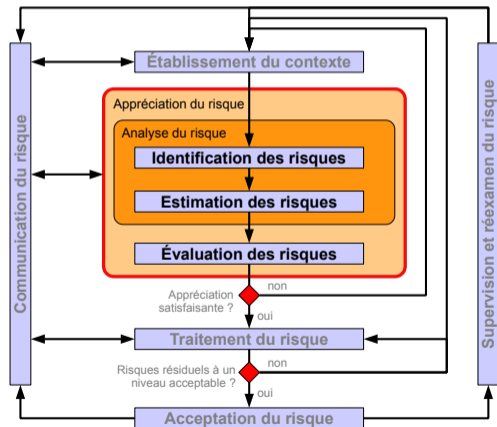 Établissement du contexte
Appréciation du risque
Analyse du risque
Identification des risques
Estimation des risques
Évaluation des risques
non
Appréciation
satisfaisante ?
oui
Traitement du risque
non
Risques résiduels à un
niveau acceptable ?
oui
Acceptation du risque
Communication du risque
Supervision et réexamen du risque